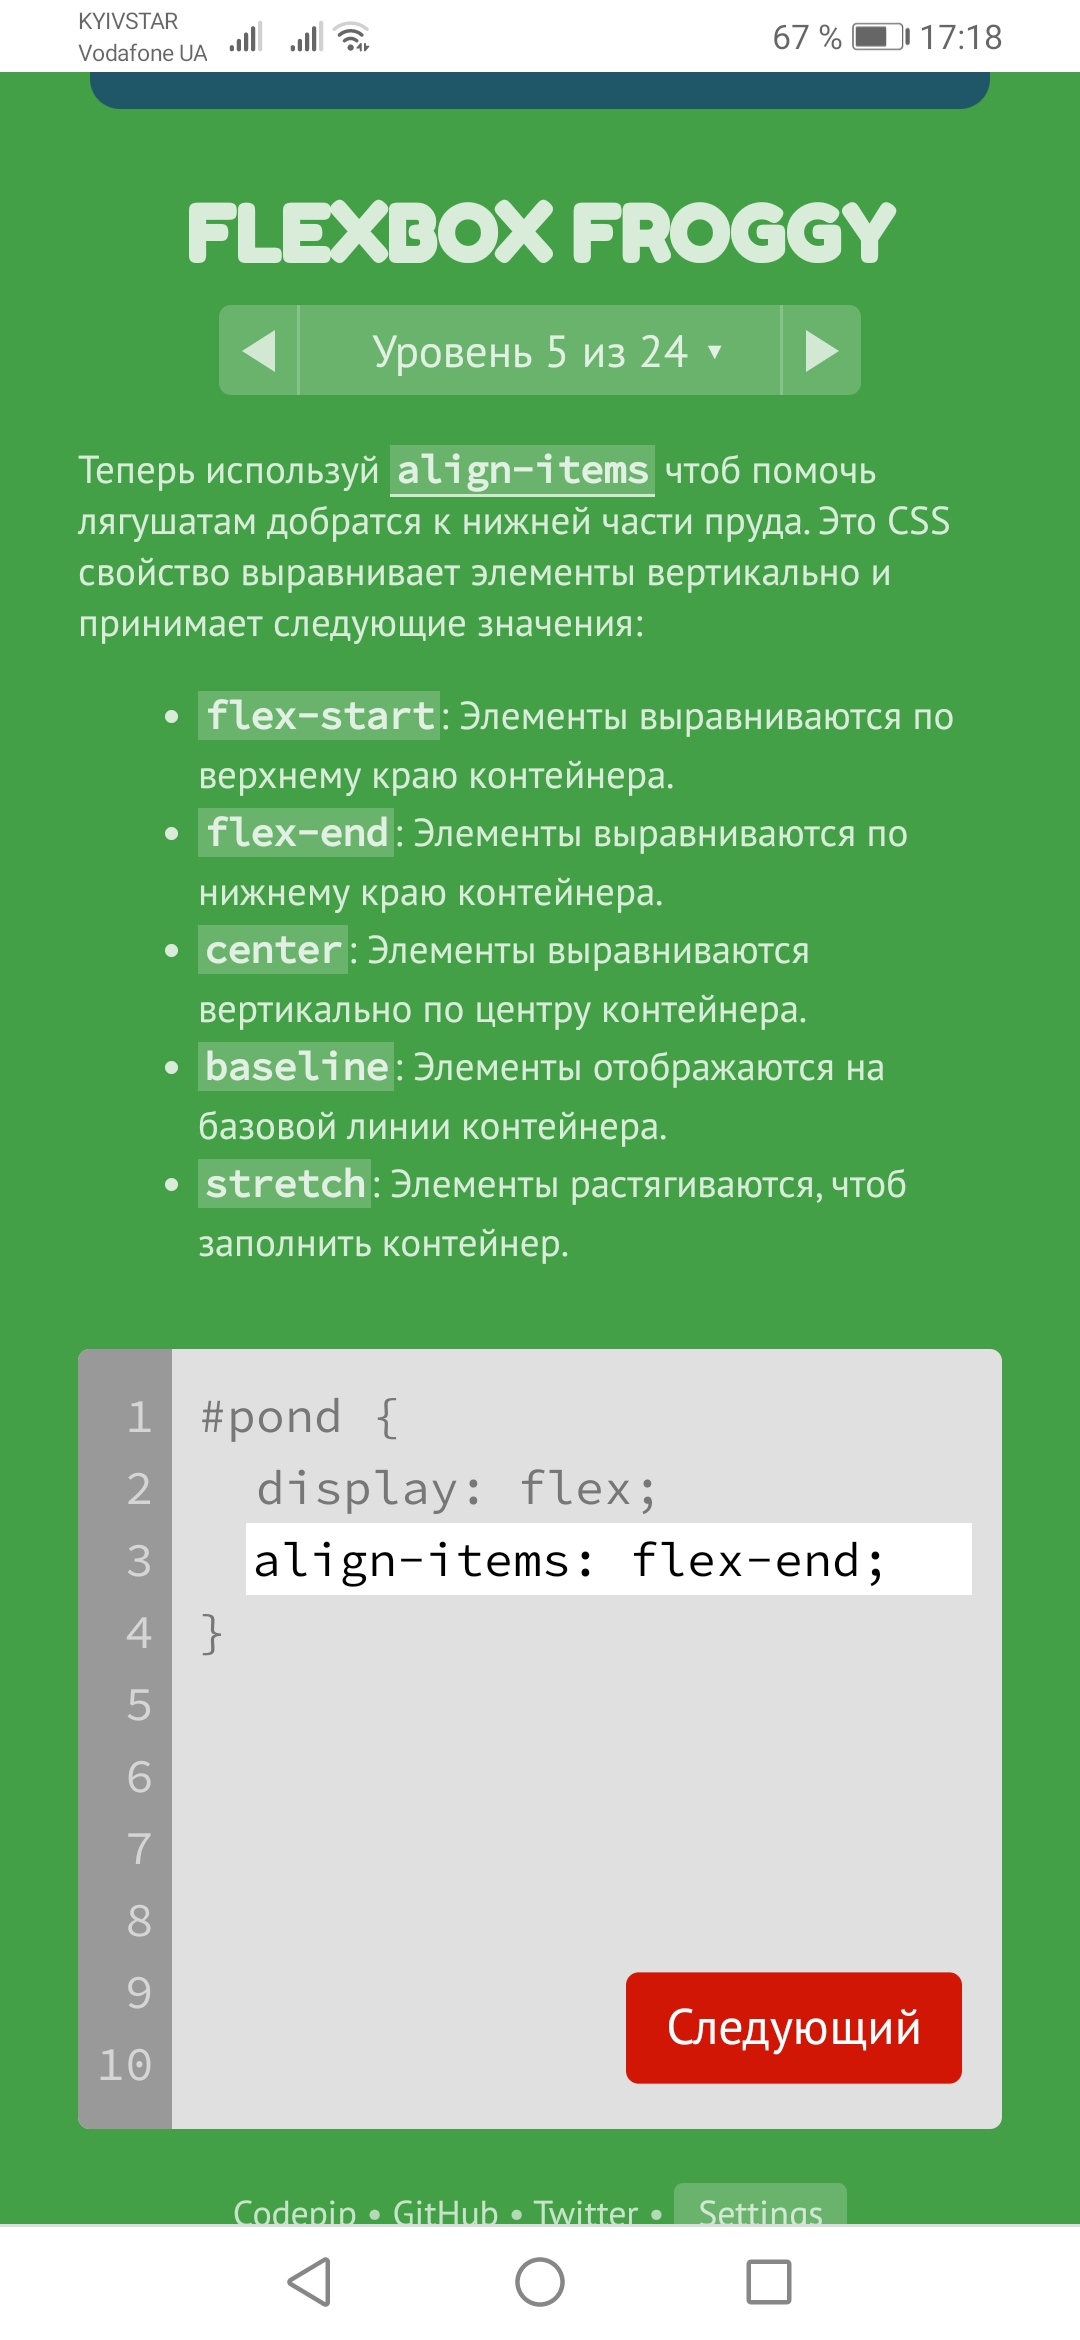 KYIVSTAR
Vodafone UA
67 % 17:18
FLEXBOX FROGGY
Уровень 5 из 24 ▾
Теперь используй align-items чтоб помочь
лягушатам добратся к нижней части пруда. Это CSS
свойство выравнивает элементы вертикально и
принимает следующие значения:
• flex-start: Элементы выравниваются по
верхнему краю контейнера.
• flex-end: Элементы выравниваются по
нижнему краю контейнера.
• center: Элементы выравниваются
вертикально по центру контейнера.
• baseline: Элементы отображаются на
базовой линии контейнера.
• stretch: Элементы растягиваются, чтоб
заполнить контейнер.
1 #pond {
2 display: flex;
3 align-items: flex-end;
4 }
5
6
7
8
9
Следующий
10
Codepip • GitHub • Twitter • Settings